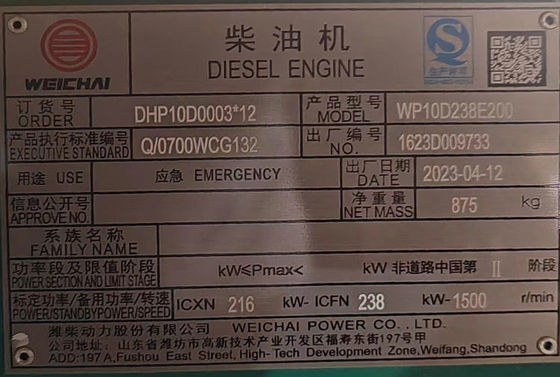 WEICHAI
柴油机
DIESEL ENGINE
订货号 ORDER DHP10D0003*12 产品型号 MODEL WP10D238E200
产品执行标准编号 EXECUTIVE STANDARD Q/0700WCG132 出厂编号 NO. 1623D009733
用途 USE 应急 EMERGENCY 出厂日期 DATE 2023-04-12
信息公开号 APPROVE NO. 净重量 NET MASS 875 kg
系族名称 FAMILY NAME
功率段及限值阶段 POWER SECTION AND LIMIT STAGE kW≤Pmax< kW 非道路中国第 Ⅱ 阶段
标定功率/备用功率/转速 POWER/STANDBYPOWER/SPEED ICXN 216 kW- ICFN 238 kW-1500 r/min
潍柴动力股份有限公司 WEICHAI POWER CO., LTD.
公司地址：山东省潍坊市高新技术产业开发区福寿东街197号甲
ADD:197 A,Fushou East Street, High-Tech Development Zone,Weifang,Shandong